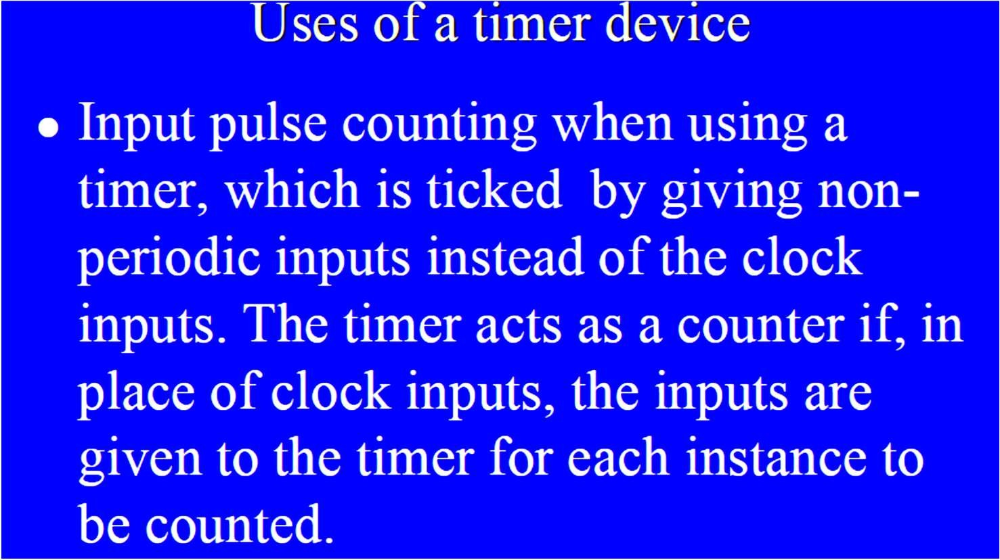 Uses of a timer device
• Input pulse counting when using a
timer, which is ticked  by giving non-
periodic inputs instead of the clock
inputs. The timer acts as a counter if, in
place of clock inputs, the inputs are
given to the timer for each instance to
be counted.